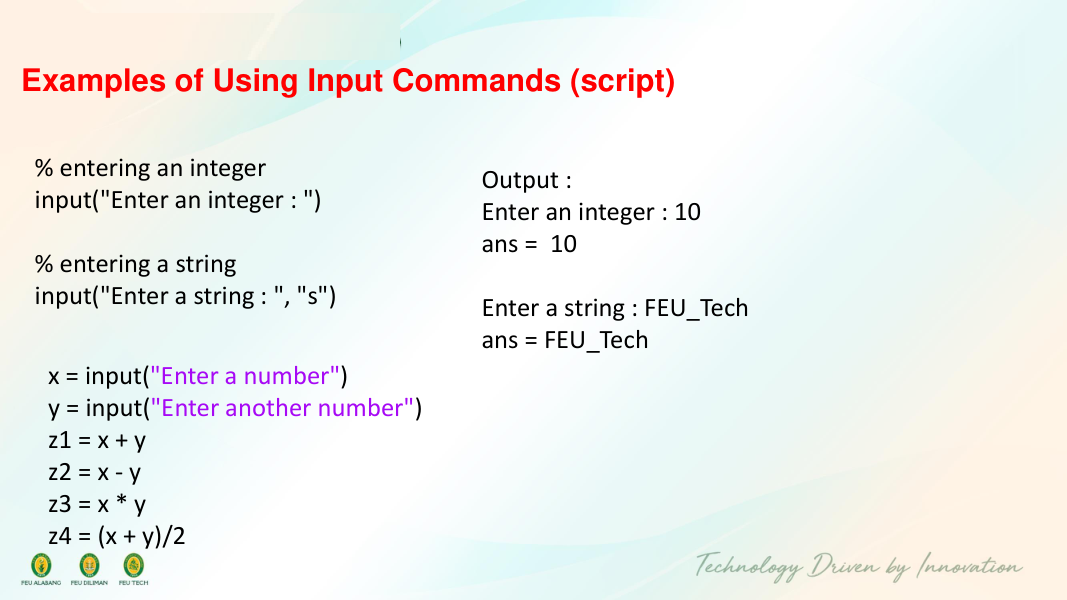 Examples of Using Input Commands (script)
% entering an integer
input("Enter an integer : ")
% entering a string
input("Enter a string : ", "s")
x = input("Enter a number")
y = input("Enter another number")
z1 = x + y
z2 = x - y
z3 = x * y
z4 = (x + y)/2
Output :
Enter an integer : 10
ans =  10
Enter a string : FEU_Tech
ans = FEU_Tech
FEU ALABANG FEU DILIMAN FEU TECH
Technology Driven by Innovation